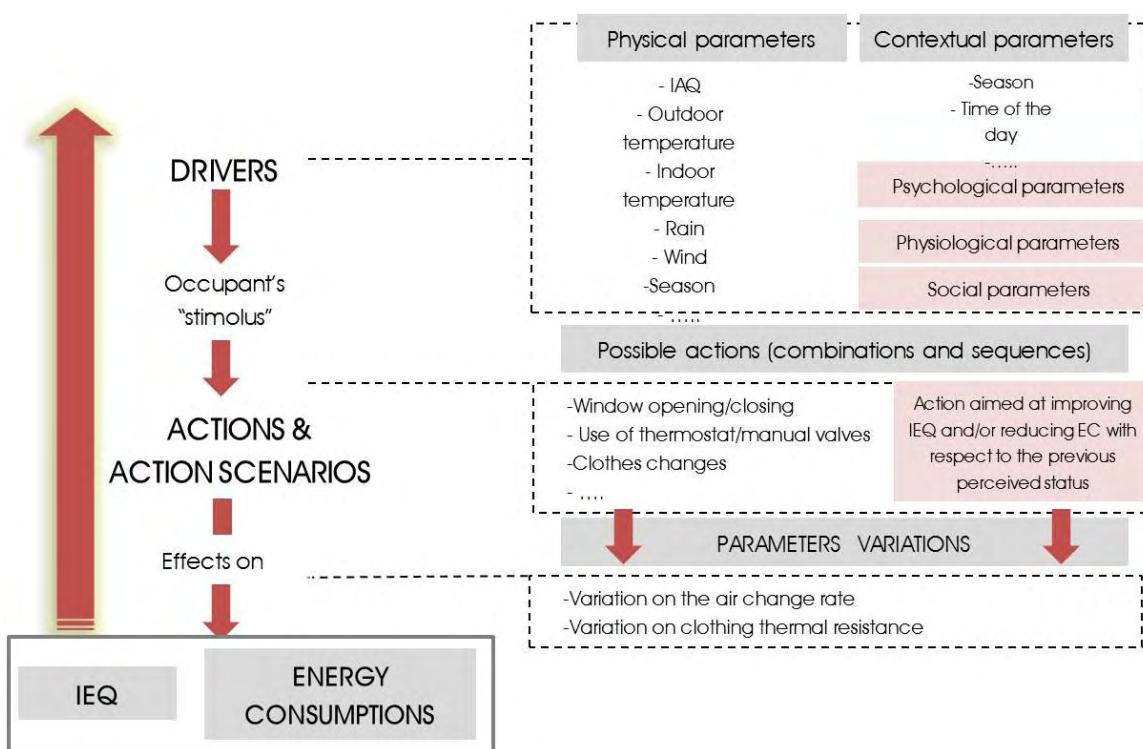 Physical parameters
- IAQ
- Outdoor
temperature
- Indoor
temperature
- Rain
- Wind
-Season
- .....
Contextual parameters
-Season
- Time of the
day
-.....
Psychological parameters
Physiological parameters
Social parameters
DRIVERS
Occupant's
"stimulus"
ACTIONS &
ACTION SCENARIOS
Effects on
IEQ
ENERGY
CONSUMPTIONS
Possible actions (combinations and sequences)
-Window opening/closing
- Use of thermostat/manual valves
-Clothes changes
- ....
Action aimed at improving
IEQ and/or reducing EC with
respect to the previous
perceived status
PARAMETERS VARIATIONS
-Variation on the air change rate
-Variation on clothing thermal resistance